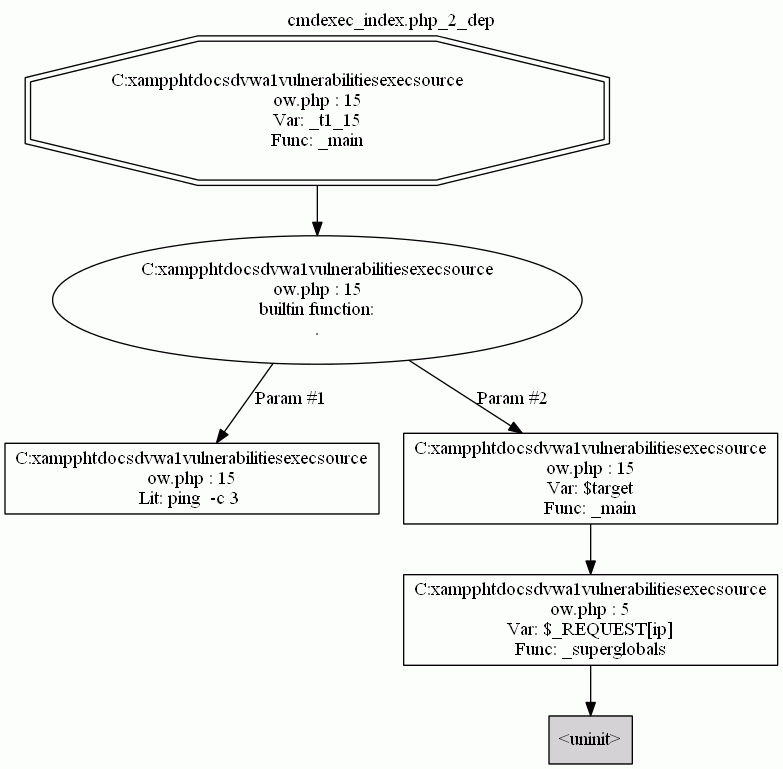 cmdexec_index.php_2_dep
C:xampphtdocsdvwa1vulnerabilitiesexecsource
ow.php : 15
Var: _t1_15
Func: _main
C:xampphtdocsdvwa1vulnerabilitiesexecsource
ow.php : 15
builtin function:
.
Param #1
Param #2
C:xampphtdocsdvwa1vulnerabilitiesexecsource
ow.php : 15
Lit: ping  -c 3
C:xampphtdocsdvwa1vulnerabilitiesexecsource
ow.php : 15
Var: $target
Func: _main
C:xampphtdocsdvwa1vulnerabilitiesexecsource
ow.php : 5
Var: $_REQUEST[ip]
Func: _superglobals
<uninit>